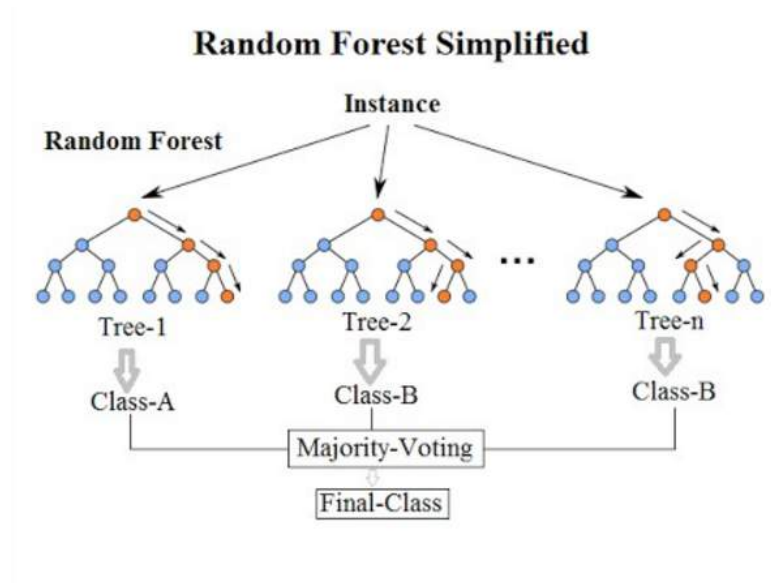 Random Forest Simplified
Instance
Random Forest
...
Tree-1
Tree-2
Tree-n
Class-A
Class-B
Class-B
Majority-Voting
Final-Class